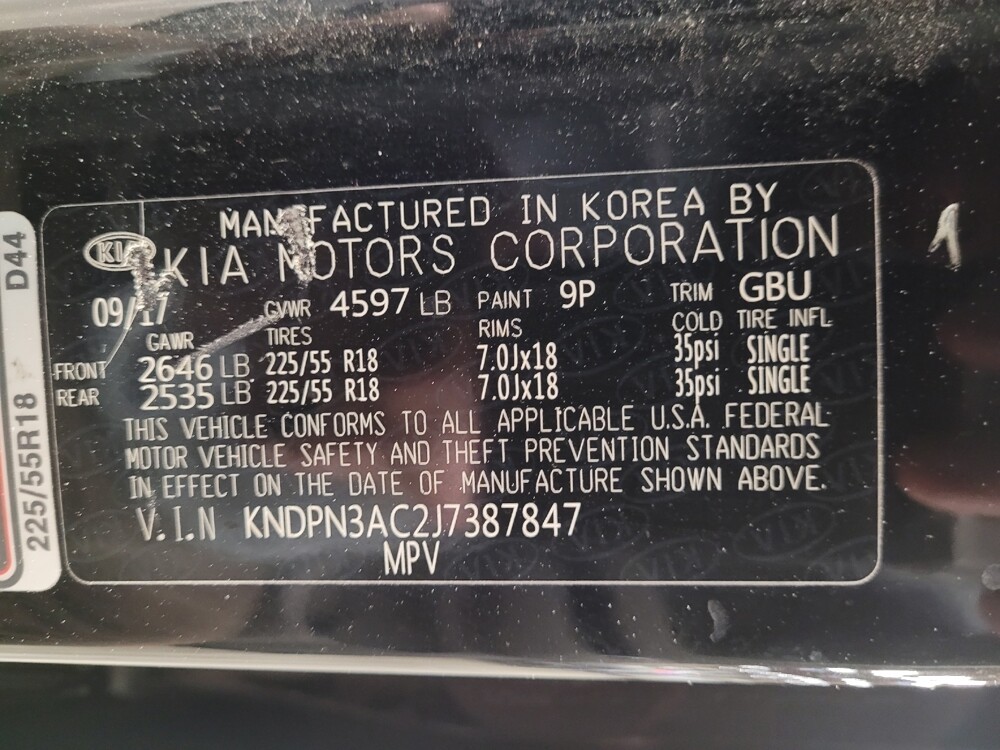 MANUFACTURED IN KOREA BY
KIA KIA MOTORS CORPORATION
09/17 GVWR 4597 LB PAINT 9P TRIM GBU
GAWR TIRES RIMS COLD TIRE INFL
FRONT 2646 LB 225/55 R18 7.0Jx18 35psi SINGLE
REAR 2535 LB 225/55 R18 7.0Jx18 35psi SINGLE
THIS VEHICLE CONFORMS TO ALL APPLICABLE U.S.A. FEDERAL
MOTOR VEHICLE SAFETY AND THEFT PREVENTION STANDARDS
IN EFFECT ON THE DATE OF MANUFACTURE SHOWN ABOVE.
V.I.N KNDPN3AC2J7387847
MPV
225/55R18 D44
1